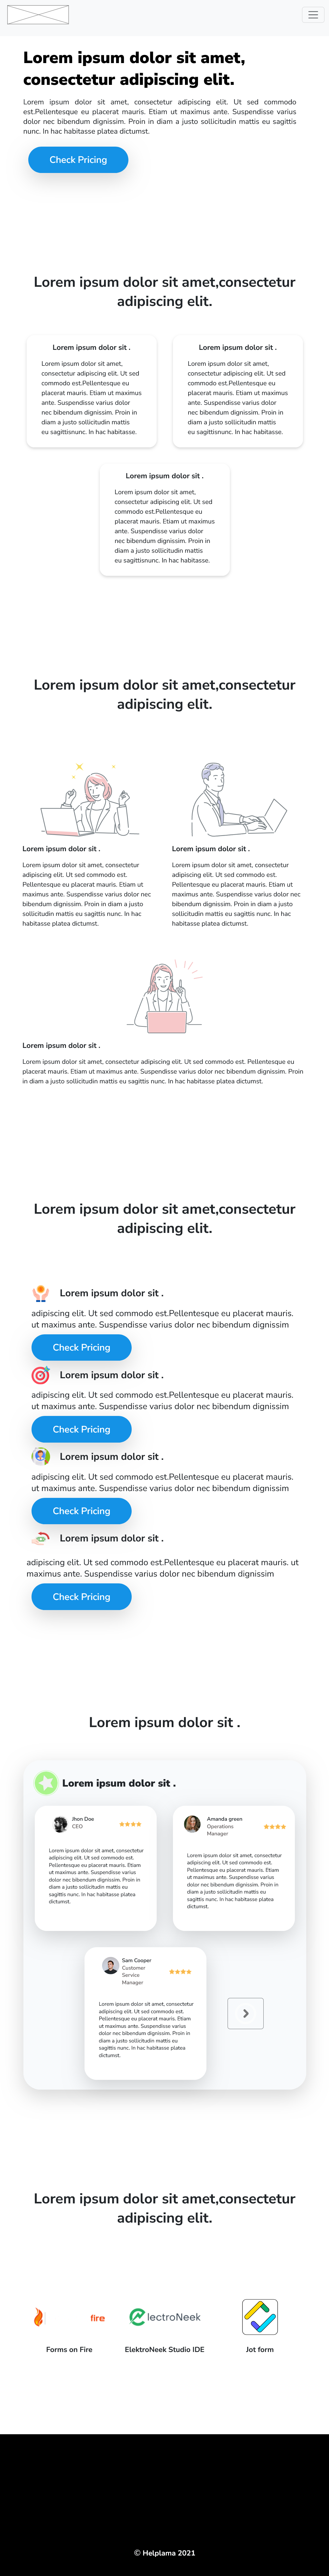 Lorem ipsum dolor sit amet,
consectetur adipiscing elit.
Lorem ipsum dolor sit amet, consectetur adipiscing elit. Ut sed commodo
est.Pellentesque eu placerat mauris. Etiam ut maximus ante. Suspendisse varius
dolor nec bibendum dignissim. Proin in diam a justo sollicitudin mattis eu sagittis
nunc. In hac habitasse platea dictumst.
Check Pricing
Lorem ipsum dolor sit amet,consectetur
adipiscing elit.
Lorem ipsum dolor sit .
Lorem ipsum dolor sit amet,
consectetur adipiscing elit. Ut sed
commodo est.Pellentesque eu
placerat mauris. Etiam ut maximus
ante. Suspendisse varius dolor
nec bibendum dignissim. Proin in
diam a justo sollicitudin mattis
eu sagittisnunc. In hac habitasse.
Lorem ipsum dolor sit .
Lorem ipsum dolor sit amet,
consectetur adipiscing elit. Ut sed
commodo est.Pellentesque eu
placerat mauris. Etiam ut maximus
ante. Suspendisse varius dolor
nec bibendum dignissim. Proin in
diam a justo sollicitudin mattis
eu sagittisnunc. In hac habitasse.
Lorem ipsum dolor sit .
Lorem ipsum dolor sit amet,
consectetur adipiscing elit. Ut sed
commodo est.Pellentesque eu
placerat mauris. Etiam ut maximus
ante. Suspendisse varius dolor
nec bibendum dignissim. Proin in
diam a justo sollicitudin mattis
eu sagittisnunc. In hac habitasse.
Lorem ipsum dolor sit amet,consectetur
adipiscing elit.
Lorem ipsum dolor sit .
Lorem ipsum dolor sit amet, consectetur
adipiscing elit. Ut sed commodo est.
Pellentesque eu placerat mauris. Etiam ut
maximus ante. Suspendisse varius dolor nec
bibendum dignissim. Proin in diam a justo
sollicitudin mattis eu sagittis nunc. In hac
habitasse platea dictumst.
Lorem ipsum dolor sit .
Lorem ipsum dolor sit amet, consectetur
adipiscing elit. Ut sed commodo est.
Pellentesque eu placerat mauris. Etiam ut
maximus ante. Suspendisse varius dolor nec
bibendum dignissim. Proin in diam a justo
sollicitudin mattis eu sagittis nunc. In hac
habitasse platea dictumst.
Lorem ipsum dolor sit .
Lorem ipsum dolor sit amet, consectetur adipiscing elit. Ut sed commodo est. Pellentesque eu
placerat mauris. Etiam ut maximus ante. Suspendisse varius dolor nec bibendum dignissim. Proin
in diam a justo sollicitudin mattis eu sagittis nunc. In hac habitasse platea dictumst.
Lorem ipsum dolor sit amet,consectetur
adipiscing elit.
Lorem ipsum dolor sit .
adipiscing elit. Ut sed commodo est.Pellentesque eu placerat mauris.
ut maximus ante. Suspendisse varius dolor nec bibendum dignissim
Check Pricing
Lorem ipsum dolor sit .
adipiscing elit. Ut sed commodo est.Pellentesque eu placerat mauris.
ut maximus ante. Suspendisse varius dolor nec bibendum dignissim
Check Pricing
Lorem ipsum dolor sit .
adipiscing elit. Ut sed commodo est.Pellentesque eu placerat mauris.
ut maximus ante. Suspendisse varius dolor nec bibendum dignissim
Check Pricing
Lorem ipsum dolor sit .
adipiscing elit. Ut sed commodo est.Pellentesque eu placerat mauris. ut
maximus ante. Suspendisse varius dolor nec bibendum dignissim
Check Pricing
Lorem ipsum dolor sit .
Lorem ipsum dolor sit .
Jhon Doe
CEO
Lorem ipsum dolor sit amet, consectetur
adipiscing elit. Ut sed commodo est.
Pellentesque eu placerat mauris. Etiam
ut maximus ante. Suspendisse varius
dolor nec bibendum dignissim. Proin in
diam a justo sollicitudin mattis eu
sagittis nunc. In hac habitasse platea
dictumst.
Amanda green
Operations
Manager
Lorem ipsum dolor sit amet, consectetur
adipiscing elit. Ut sed commodo est.
Pellentesque eu placerat mauris. Etiam
ut maximus ante. Suspendisse varius
dolor nec bibendum dignissim. Proin in
diam a justo sollicitudin mattis eu
sagittis nunc. In hac habitasse platea
dictumst.
Sam Cooper
Customer
Service
Manager
Lorem ipsum dolor sit amet, consectetur
adipiscing elit. Ut sed commodo est.
Pellentesque eu placerat mauris. Etiam
ut maximus ante. Suspendisse varius
dolor nec bibendum dignissim. Proin in
diam a justo sollicitudin mattis eu
sagittis nunc. In hac habitasse platea
dictumst.
Lorem ipsum dolor sit amet,consectetur
adipiscing elit.
fire
lectroNeek
Forms on Fire
ElektroNeek Studio IDE
Jot form
© Helplama 2021